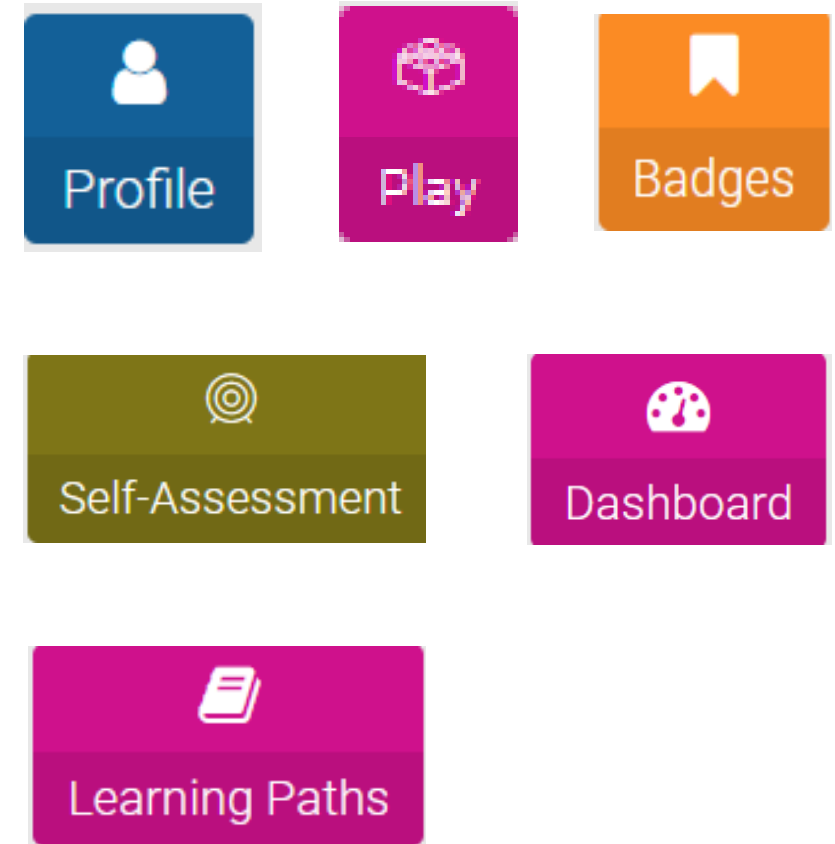 Profile
Play
Badges
Self-Assessment
Dashboard
Learning Paths